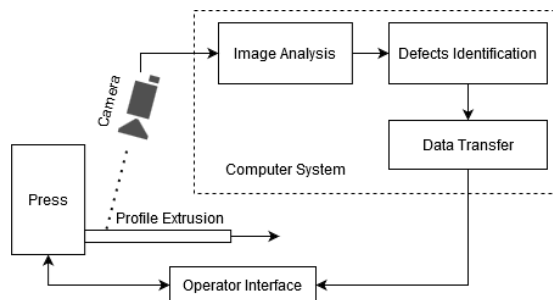 Image Analysis
Defects Identification
Camera
Data Transfer
Computer System
Press
Profile Extrusion
Operator Interface